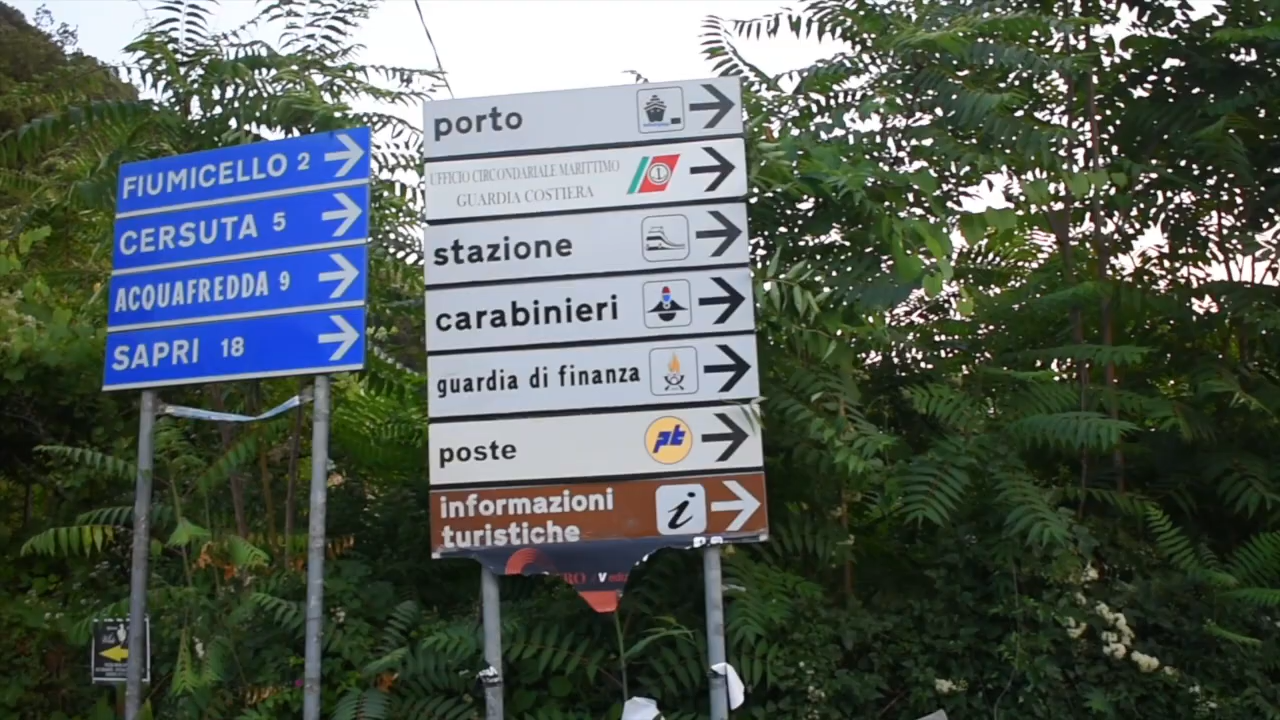 FIUMICELLO 2
CERSUTA 5
ACQUAFREDDA 9
SAPRI 18
porto
UFFICIO CIRCONDARIALE MARITTIMO
GUARDIA COSTIERA
stazione
carabinieri
guardia di finanza
poste pt
informazioni i
turistiche